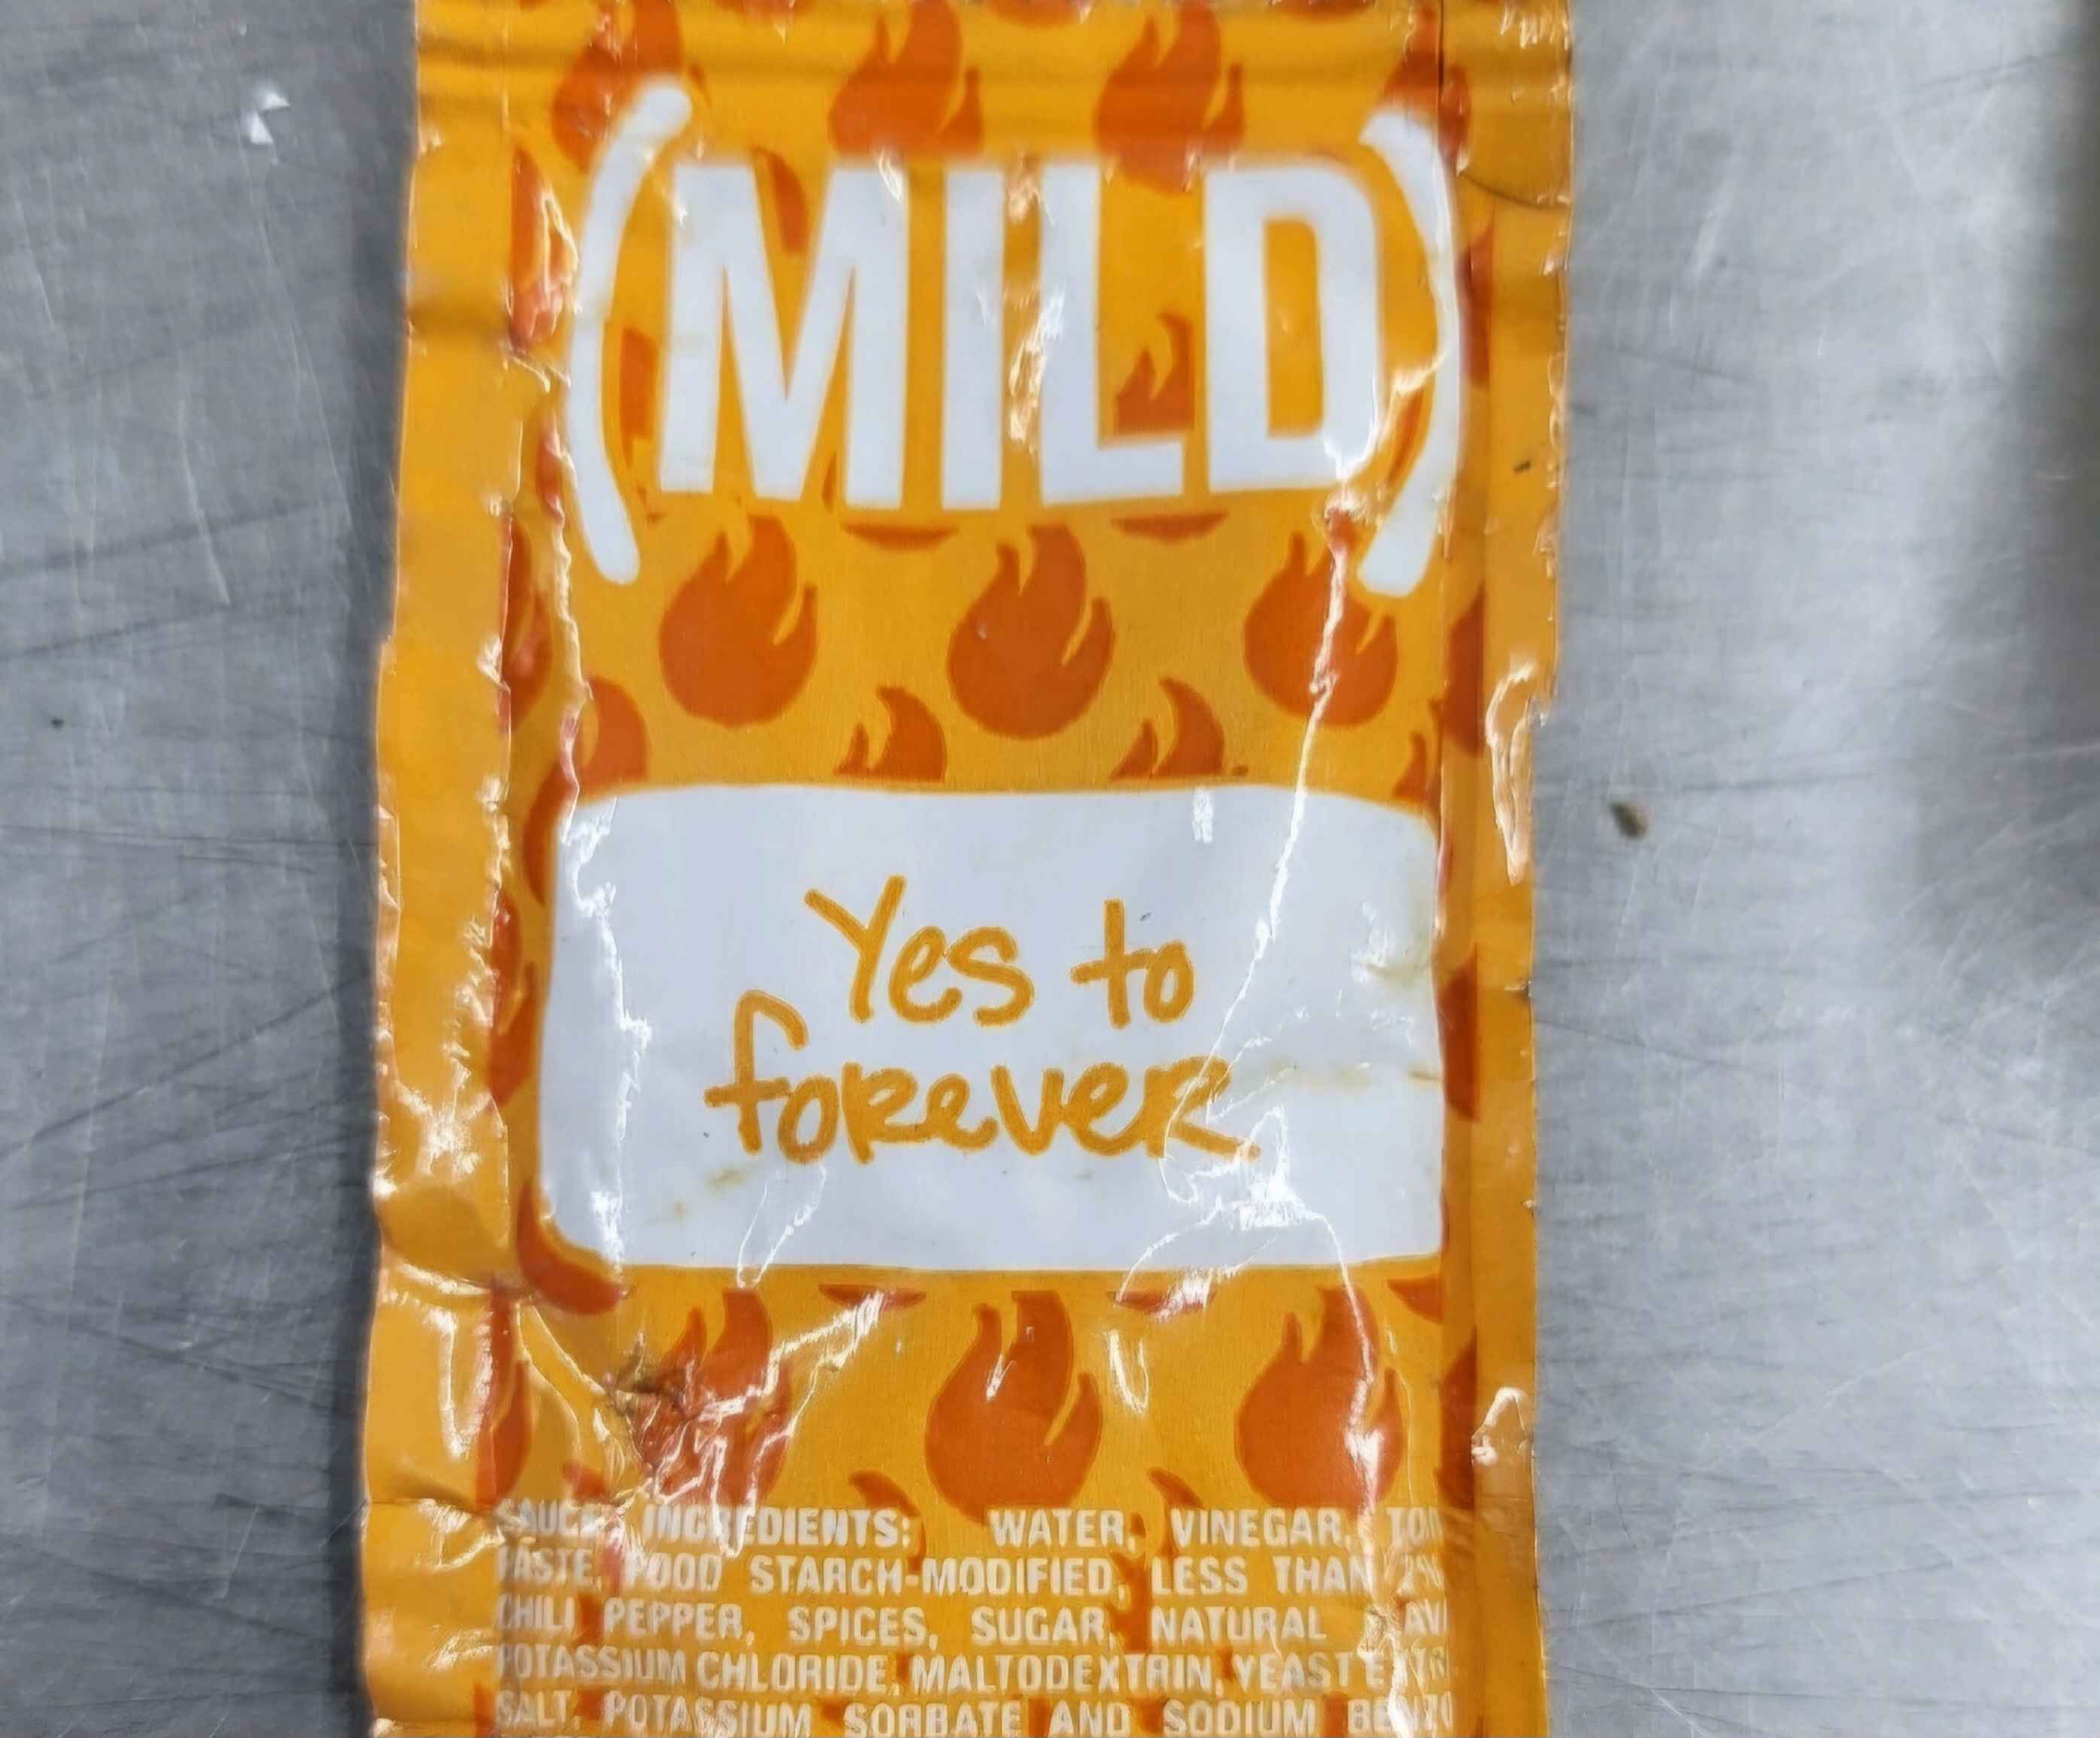 (MILD)
Yes to
forever.
SAUCE INGREDIENTS: WATER, VINEGAR,
PASTE, FOOD STARCH-MODIFIED, LESS THAN 2%
CHILI PEPPER, SPICES, SUGAR, NATURAL
POTASSIUM CHLORIDE, MALTODEXTRIN, YEAST
SALT, POTASSIUM SORBATE AND SODIUM